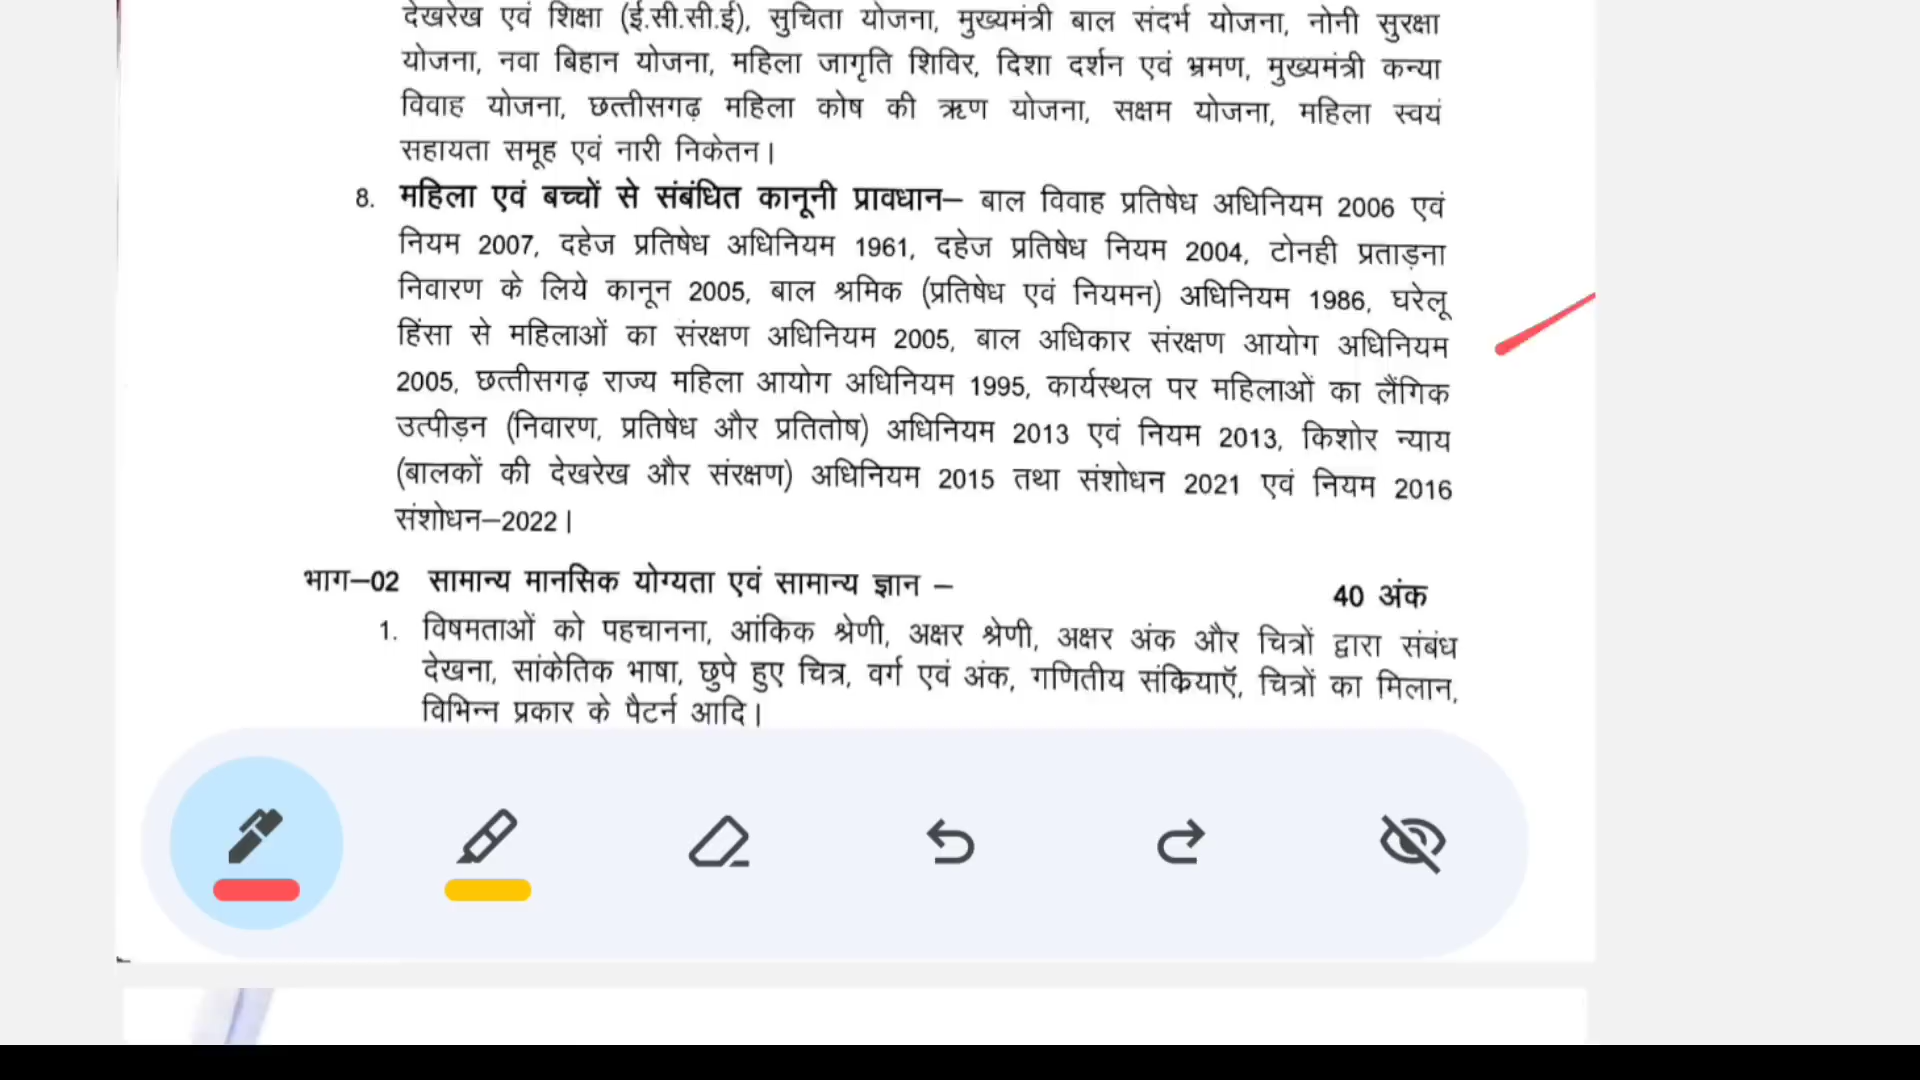 देखरेख एवं शिक्षा (ई.सी.सी.ई), सुचिता योजना, मुख्यमंत्री बाल संदर्भ योजना, नोनी सुरक्षा
योजना, नवा बिहान योजना, महिला जागृति शिविर, दिशा दर्शन एवं भ्रमण, मुख्यमंत्री कन्या
विवाह योजना, छत्तीसगढ़ महिला कोष की ऋण योजना, सक्षम योजना, महिला स्वयं
सहायता समूह एवं नारी निकेतन।
8. महिला एवं बच्चों से संबंधित कानूनी प्रावधान– बाल विवाह प्रतिषेध अधिनियम 2006 एवं
नियम 2007, दहेज प्रतिषेध अधिनियम 1961, दहेज प्रतिषेध नियम 2004, टोनही प्रताड़ना
निवारण के लिये कानून 2005, बाल श्रमिक (प्रतिषेध एवं नियमन) अधिनियम 1986, घरेलू
हिंसा से महिलाओं का संरक्षण अधिनियम 2005, बाल अधिकार संरक्षण आयोग अधिनियम
2005, छत्तीसगढ़ राज्य महिला आयोग अधिनियम 1995, कार्यस्थल पर महिलाओं का लैंगिक
उत्पीड़न (निवारण, प्रतिषेध और प्रतितोष) अधिनियम 2013 एवं नियम 2013, किशोर न्याय
(बालकों की देखरेख और संरक्षण) अधिनियम 2015 तथा संशोधन 2021 एवं नियम 2016
संशोधन–2022।
भाग–02 सामान्य मानसिक योग्यता एवं सामान्य ज्ञान – 40 अंक
1. विषमताओं को पहचानना, आंकिक श्रेणी, अक्षर श्रेणी, अक्षर अंक और चित्रों द्वारा संबंध
देखना, सांकेतिक भाषा, छुपे हुए चित्र, वर्ग एवं अंक, गणितीय संकियाऍ, चित्रों का मिलान,
विभिन्न प्रकार के पैटर्न आदि।